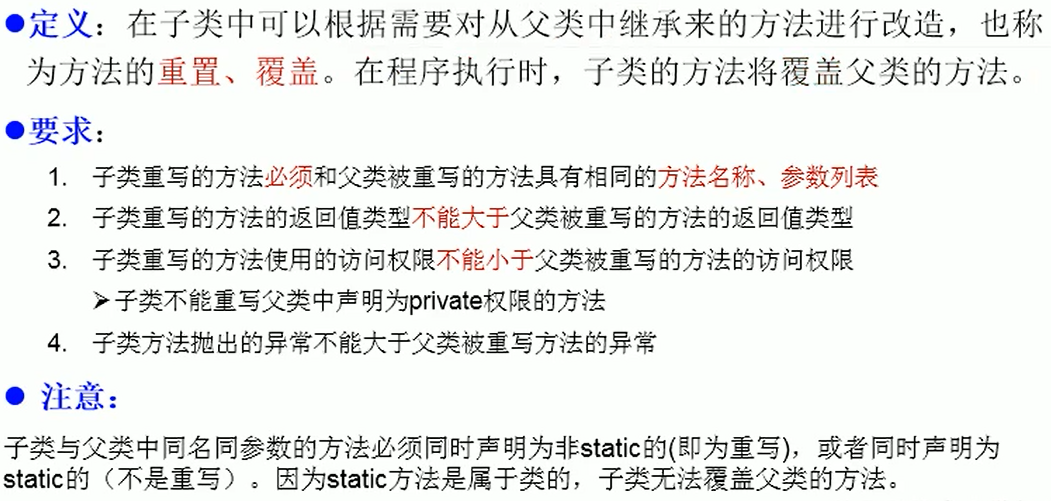 ●定义：在子类中可以根据需要对从父类中继承来的方法进行改造，也称
为方法的重置、覆盖。在程序执行时，子类的方法将覆盖父类的方法。
●要求：
1. 子类重写的方法必须和父类被重写的方法具有相同的方法名称、参数列表
2. 子类重写的方法的返回值类型不能大于父类被重写的方法的返回值类型
3. 子类重写的方法使用的访问权限不能小于父类被重写的方法的访问权限
➢子类不能重写父类中声明为private权限的方法
4. 子类方法抛出的异常不能大于父类被重写方法的异常
● 注意：
子类与父类中同名同参数的方法必须同时声明为非static的(即为重写)，或者同时声明为
static的（不是重写）。因为static方法是属于类的，子类无法覆盖父类的方法。